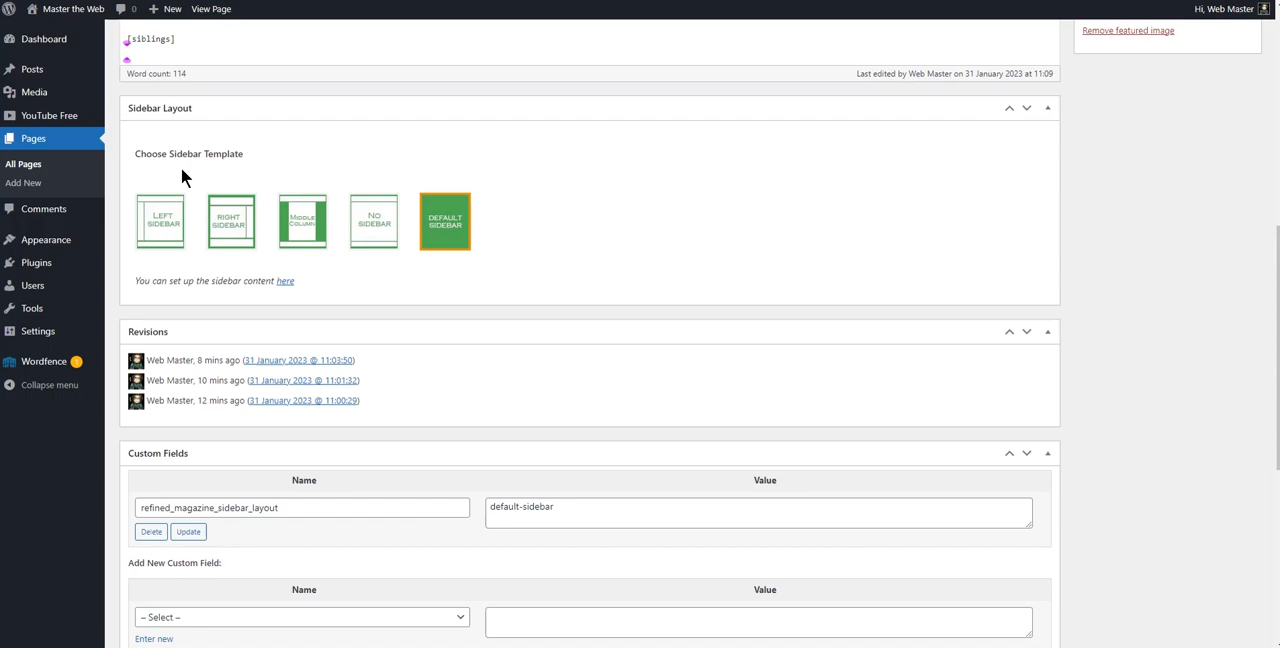 Master the Web
0
New
View Page
Hi, Web Master
Dashboard
Posts
Media
YouTube Free
Pages
All Pages
Add New
Comments
Appearance
Plugins
Users
Tools
Settings
Wordfence 1
Collapse menu
[siblings]
Word count: 114
Last edited by Web Master on 31 January 2023 at 11:09
Remove featured image
Sidebar Layout
Choose Sidebar Template
LEFT SIDEBAR
RIGHT SIDEBAR
MIDDLE COLUMN
NO SIDEBAR
DEFAULT SIDEBAR
You can set up the sidebar content here
Revisions
Web Master, 8 mins ago (31 January 2023 @ 11:03:50)
Web Master, 10 mins ago (31 January 2023 @ 11:01:32)
Web Master, 12 mins ago (31 January 2023 @ 11:00:29)
Custom Fields
Name
Value
refined_magazine_sidebar_layout
default-sidebar
Delete
Update
Add New Custom Field:
Name
Value
– Select –
Enter new